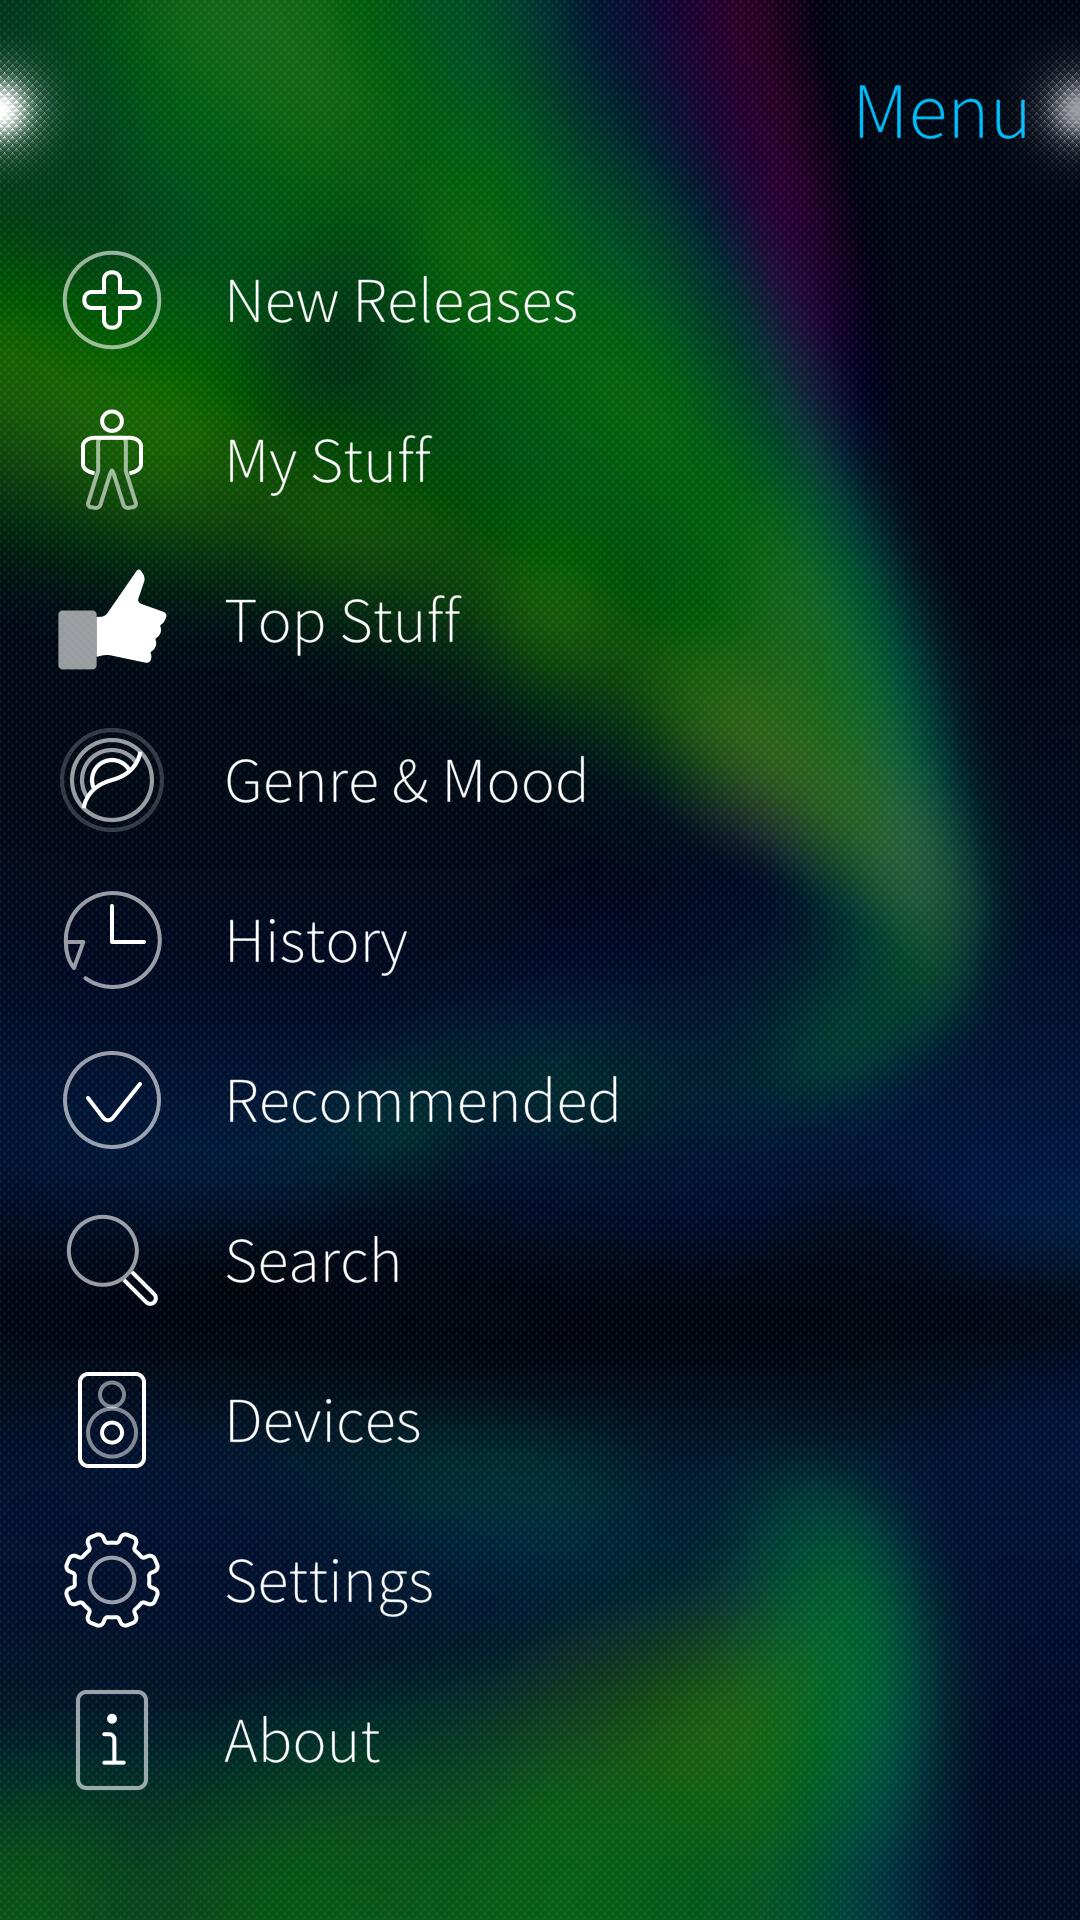 Menu
New Releases
My Stuff
Top Stuff
Genre & Mood
History
Recommended
Search
Devices
Settings
About